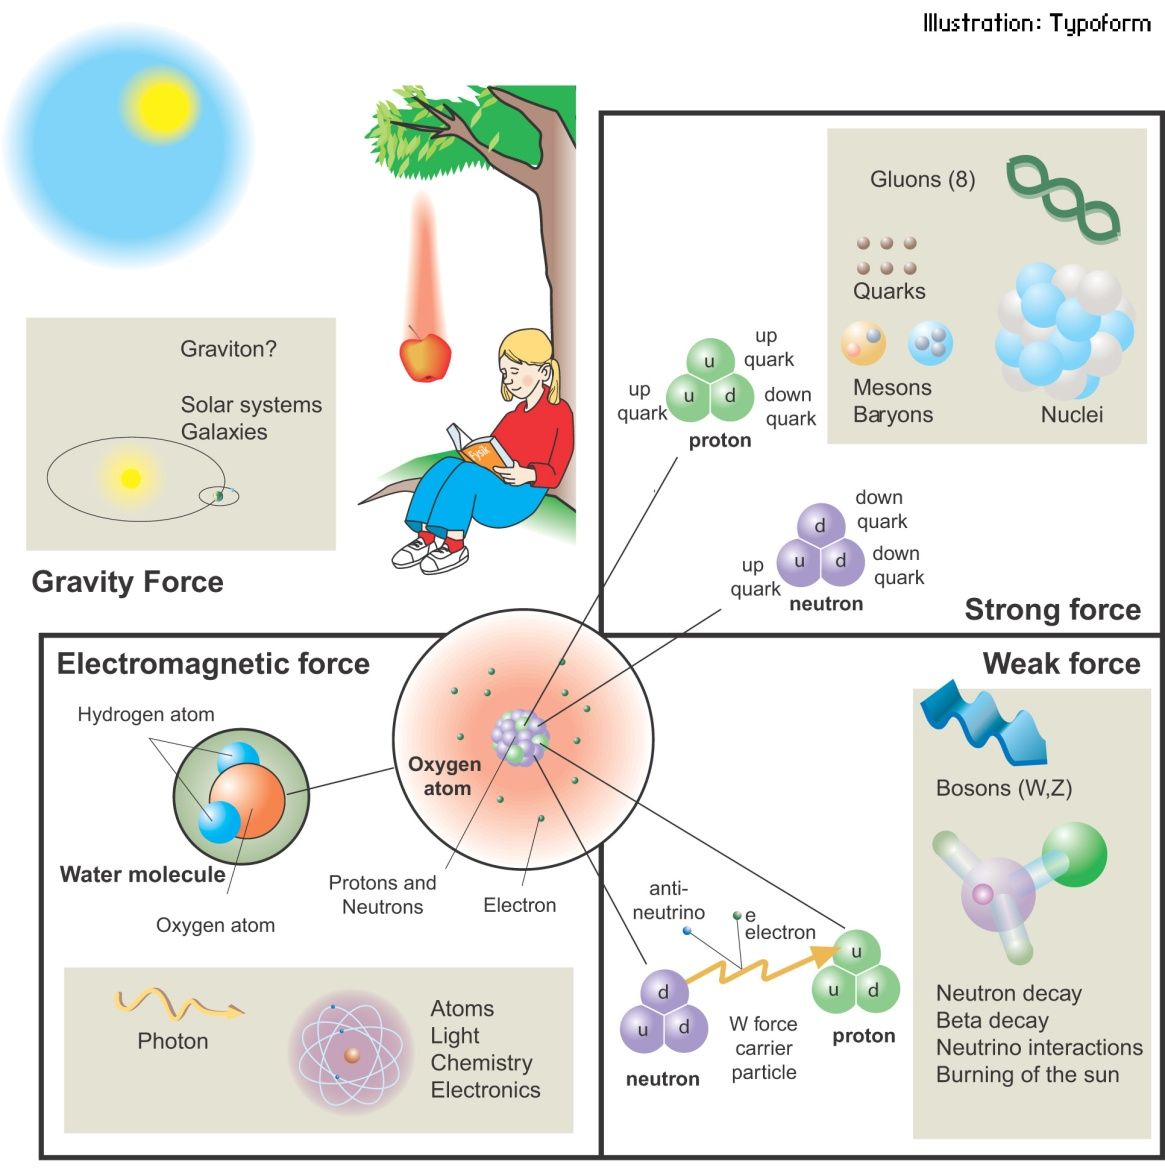 Illustration: Typoform
Graviton?
Solar systems
Galaxies
Gravity Force
Fysik
Gluons (8)
Quarks
Mesons
Baryons
Nuclei
up
quark
u
up
quark
u d
down
quark
proton
down
quark
d
up
quark
u d
down
quark
neutron
Strong force
Electromagnetic force
Hydrogen atom
Water molecule
Oxygen atom
Oxygen
atom
Protons and
Neutrons
Electron
Photon
Atoms
Light
Chemistry
Electronics
Weak force
Bosons (W,Z)
anti-
neutrino
e
electron
d
u d
neutron
W force
carrier
particle
u
u d
proton
Neutron decay
Beta decay
Neutrino interactions
Burning of the sun